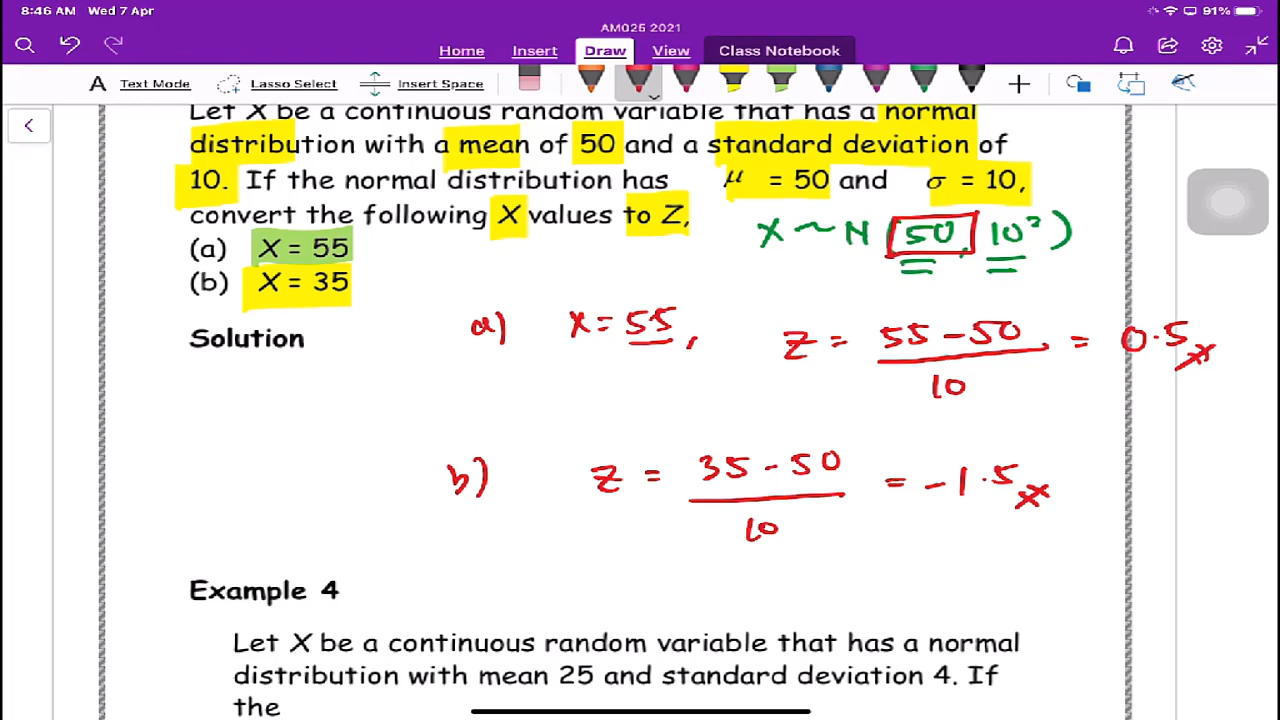 8:46 AM Wed 7 Apr
91%
AM025 2021
Home Insert Draw View Class Notebook
A Text Mode Lasso Select Insert Space
Let X be a continuous random variable that has a normal
distribution with a mean of 50 and a standard deviation of
10. If the normal distribution has μ = 50 and σ = 10,
convert the following X values to Z,
X ~ N (50, 10²)
(a) X = 55
(b) X = 35
Solution
a) x = 55, z = 55 - 50 / 10 = 0.5
b) z = 35 - 50 / 10 = -1.5
Example 4
Let X be a continuous random variable that has a normal
distribution with mean 25 and standard deviation 4. If
the